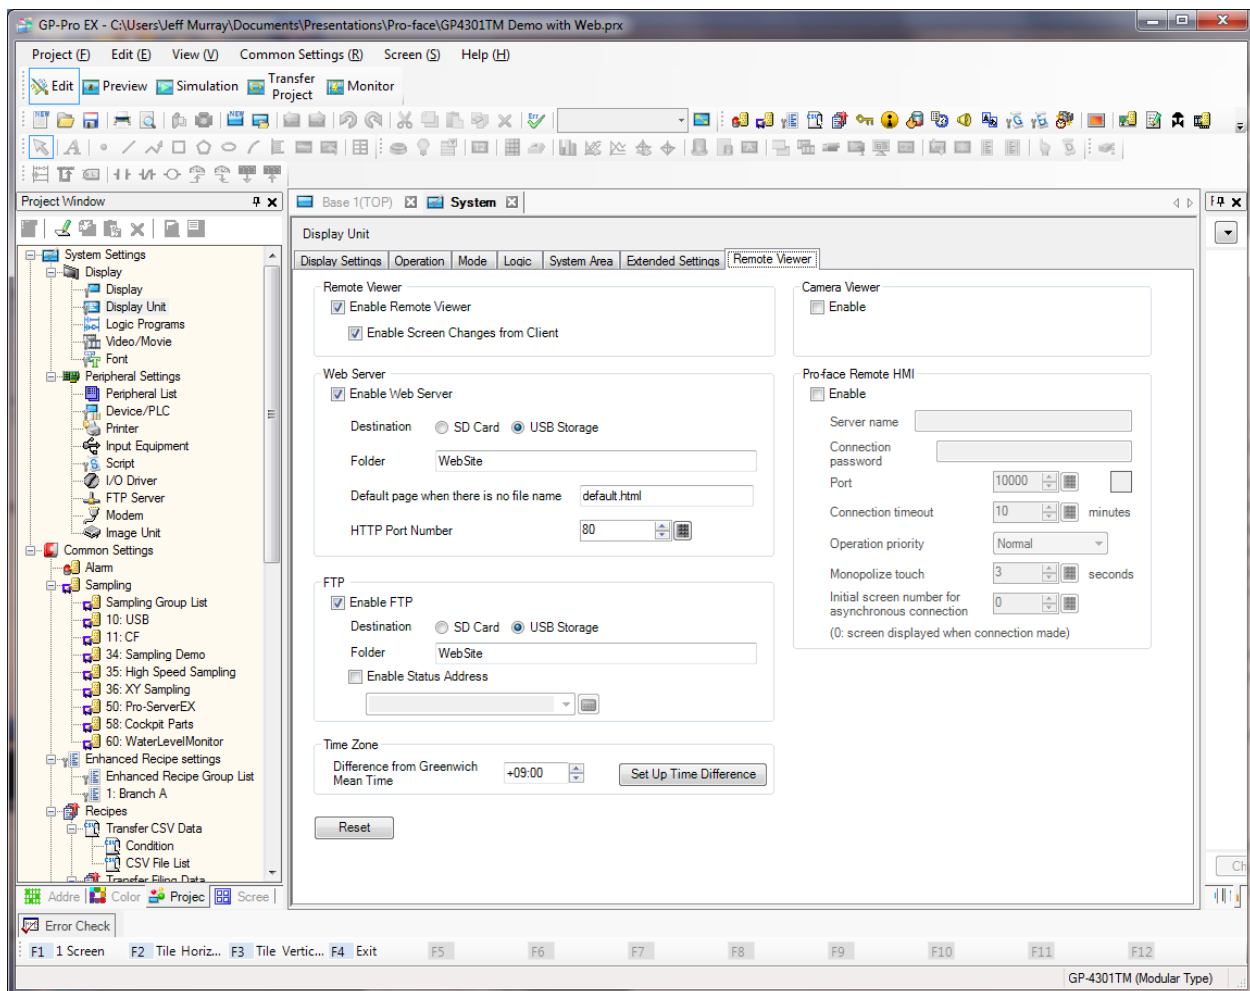 GP-Pro EX - C:\Users\Jeff Murray\Documents\Presentations\Pro-face\GP4301TM Demo with Web.prx
Project (F) Edit (E) View (V) Common Settings (R) Screen (S) Help (H)
Edit Preview Simulation Transfer Project Monitor
Project Window
System Settings
Display
Display
Display Unit
Logic Programs
Video/Movie
Font
Peripheral Settings
Peripheral List
Device/PLC
Printer
Input Equipment
Script
I/O Driver
FTP Server
Modem
Image Unit
Common Settings
Alarm
Sampling
Sampling Group List
10: USB
11: CF
34: Sampling Demo
35: High Speed Sampling
36: XY Sampling
50: Pro-ServerEX
58: Cockpit Parts
60: WaterLevelMonitor
Enhanced Recipe settings
Enhanced Recipe Group List
1: Branch A
Recipes
Transfer CSV Data
Condition
CSV File List
Transfer Filing Data
Addre Color Projec Scree
Base 1(TOP) System
Display Unit
Display Settings Operation Mode Logic System Area Extended Settings Remote Viewer
Remote Viewer
Enable Remote Viewer
Enable Screen Changes from Client
Web Server
Enable Web Server
Destination SD Card USB Storage
Folder WebSite
Default page when there is no file name default.html
HTTP Port Number 80
FTP
Enable FTP
Destination SD Card USB Storage
Folder WebSite
Enable Status Address
Time Zone
Difference from Greenwich Mean Time +09:00 Set Up Time Difference
Reset
Camera Viewer
Enable
Pro-face Remote HMI
Enable
Server name
Connection password
Port 10000
Connection timeout 10 minutes
Operation priority Normal
Monopolize touch 3 seconds
Initial screen number for asynchronous connection 0
(0: screen displayed when connection made)
Ch
Error Check
F1 1 Screen F2 Tile Horiz... F3 Tile Vertic... F4 Exit F5 F6 F7 F8 F9 F10 F11 F12
GP-4301TM (Modular Type)